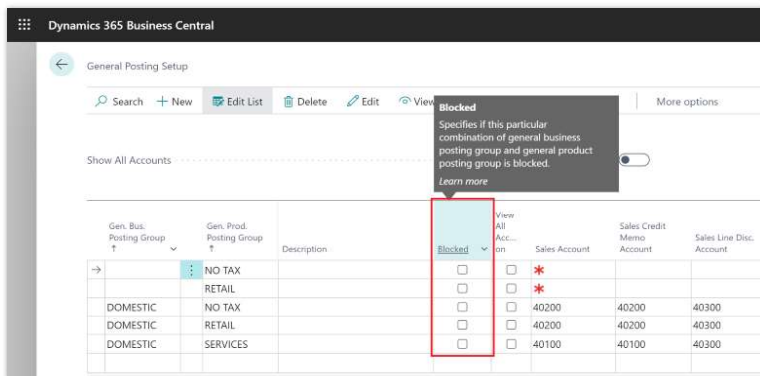 Dynamics 365 Business Central
General Posting Setup
Search + New Edit List Delete Edit View More options
Blocked
Specifies if this particular
combination of general business
posting group and general product
posting group is blocked.
Learn more
Show All Accounts
Gen. Bus. Posting Group ↑ Gen. Prod. Posting Group ↑ Description Blocked View All Acc... on Sales Account Sales Credit Memo Account Sales Line Disc. Account
→ NO TAX *
RETAIL *
DOMESTIC NO TAX 40200 40200 40300
DOMESTIC RETAIL 40200 40200 40300
DOMESTIC SERVICES 40100 40100 40300